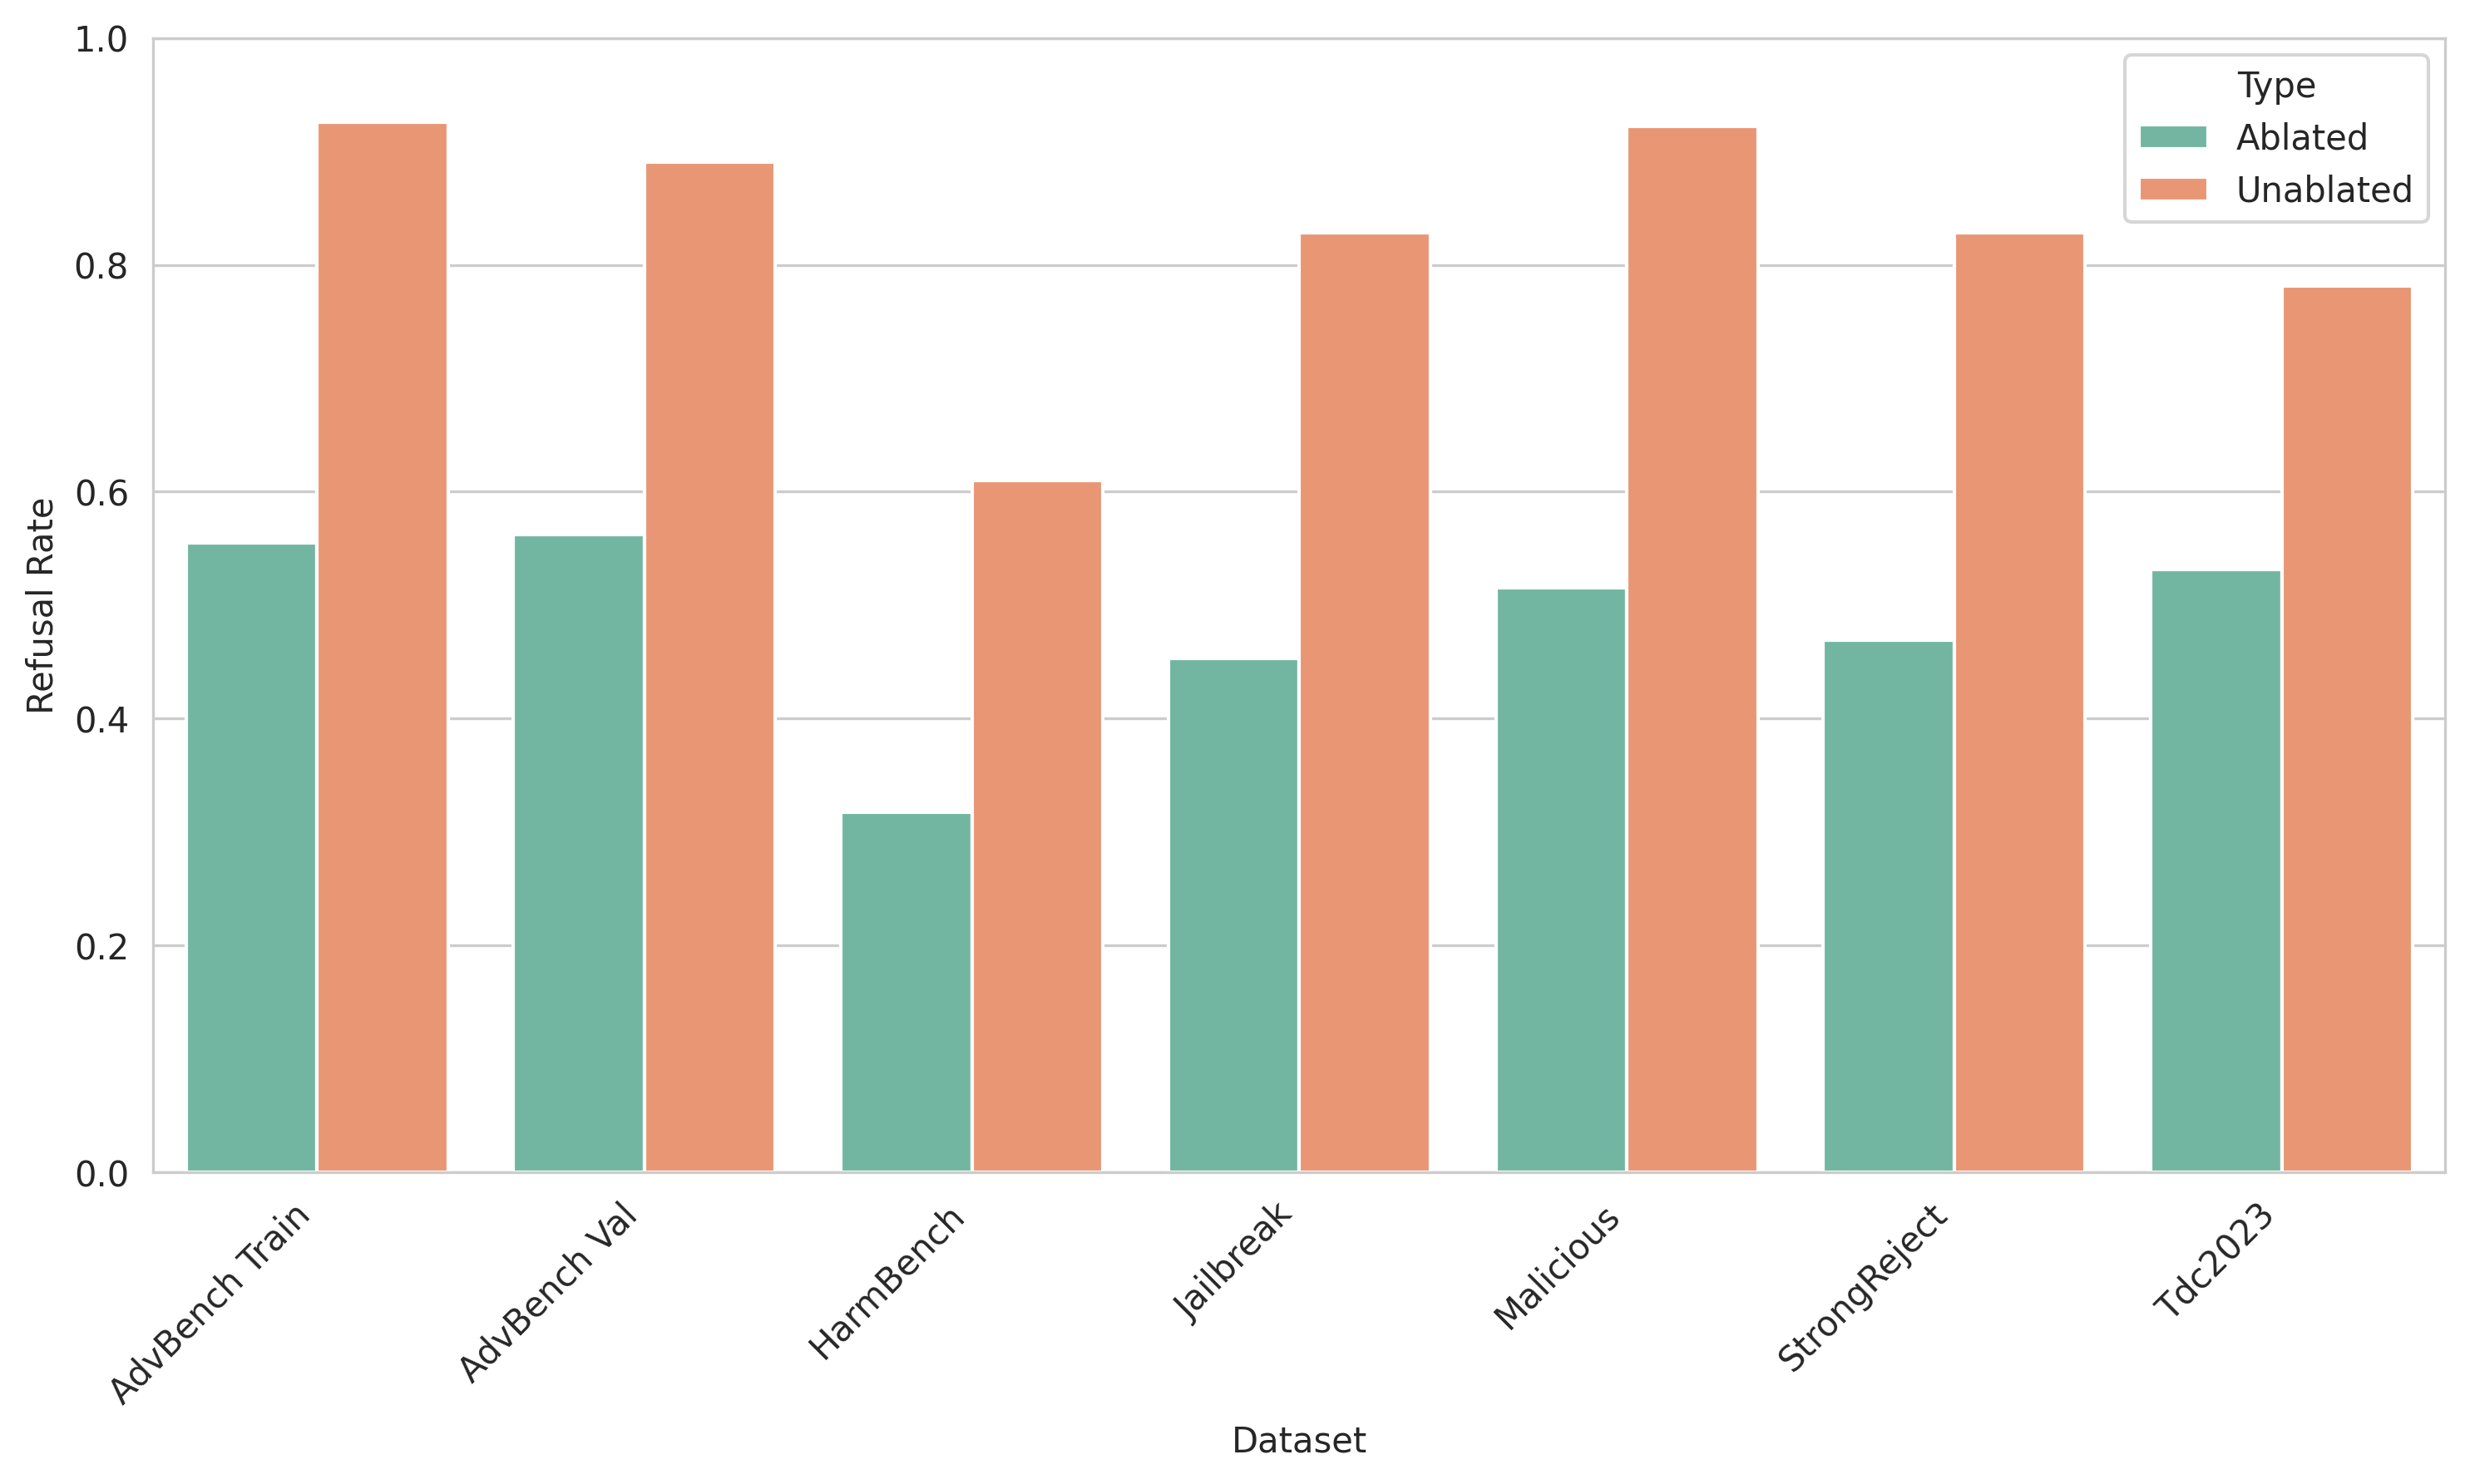 1.0
0.8
0.6
0.4
0.2
0.0
Refusal Rate
Type
Ablated
Unablated
AdvBench Train
AdvBench Val
HarmBench
Jailbreak
Malicious
StrongReject
Tdc2023
Dataset